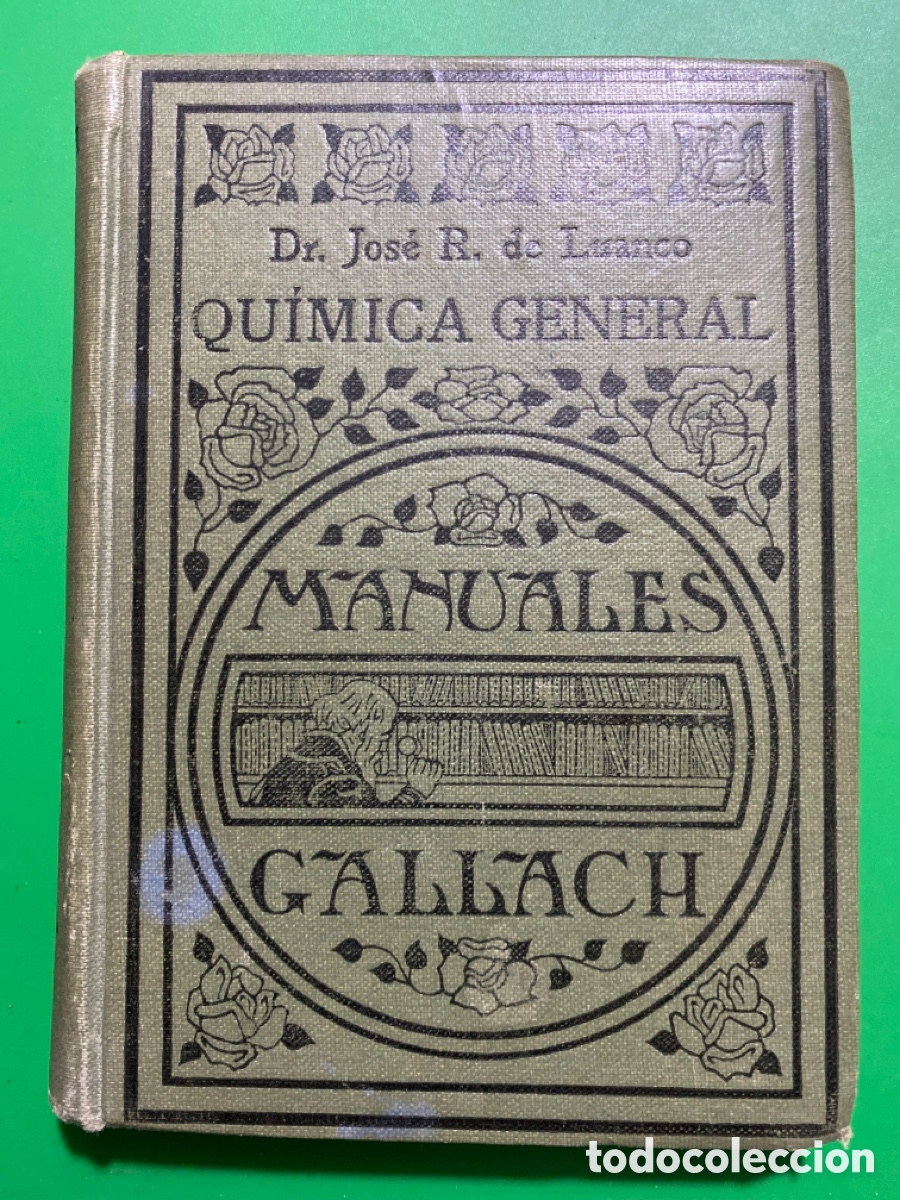 Dr. José R. de Luanco
QUÍMICA GENERAL
MANUALES
GALLACH
todocoleccion